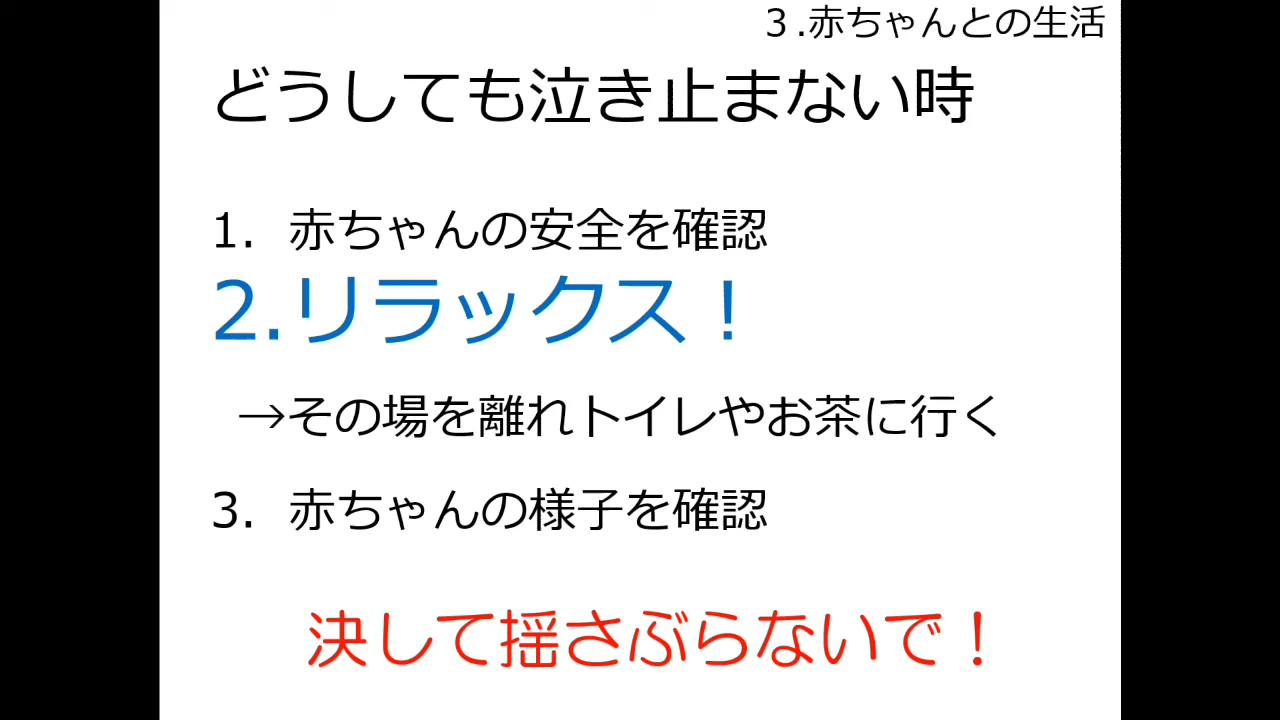 ３.赤ちゃんとの生活
どうしても泣き止まない時
1. 赤ちゃんの安全を確認
2.リラックス！
→その場を離れトイレやお茶に行く
3. 赤ちゃんの様子を確認
決して揺さぶらないで！